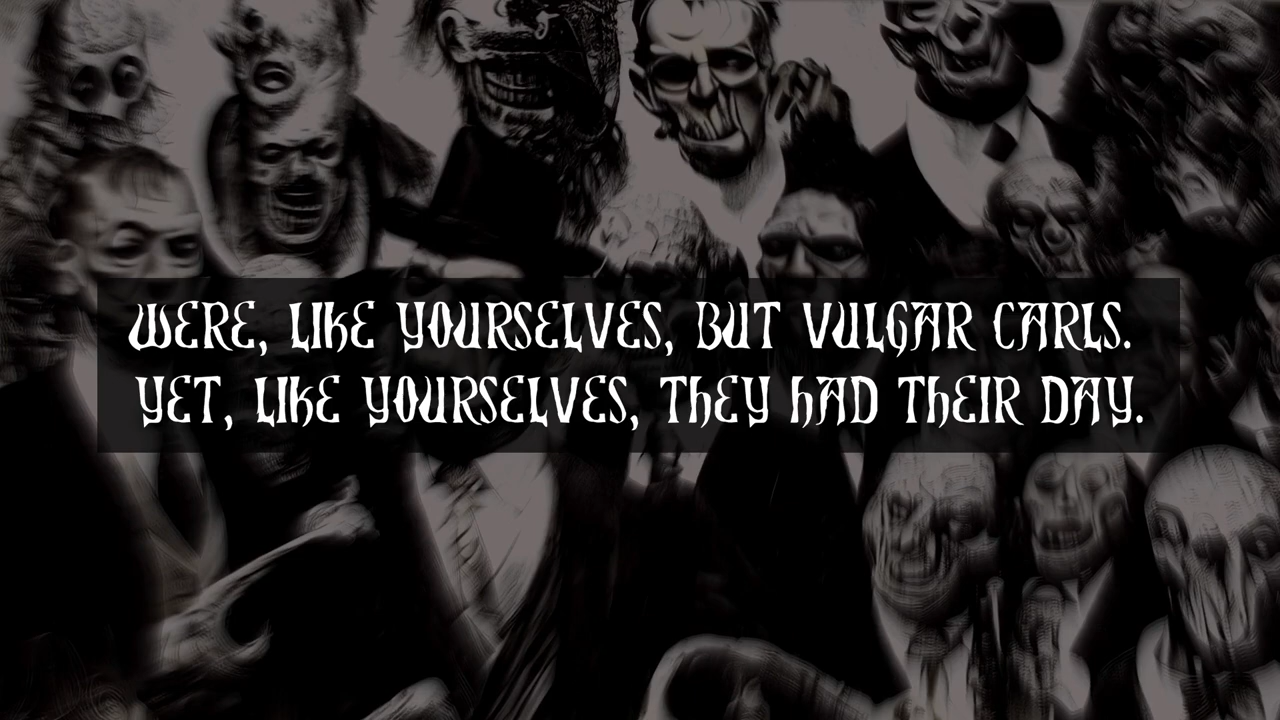 WERE, LIKE YOURSELVES, BUT VULGAR CARLS.
YET, LIKE YOURSELVES, THEY HAD THEIR DAY.